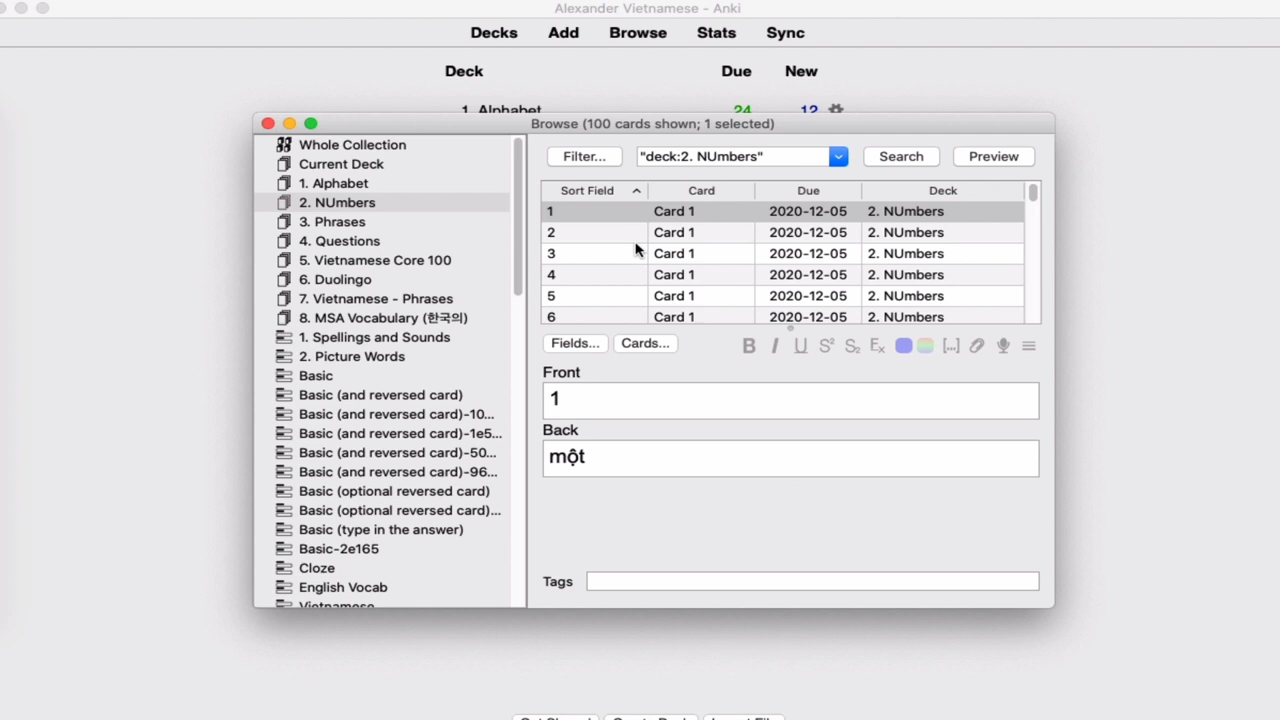 Alexander Vietnamese - Anki
Decks Add Browse Stats Sync
Deck Due New
1. Alphabet 24 12
Browse (100 cards shown; 1 selected)
Whole Collection
Current Deck
1. Alphabet
2. NUmbers
3. Phrases
4. Questions
5. Vietnamese Core 100
6. Duolingo
7. Vietnamese - Phrases
8. MSA Vocabulary (한국의)
1. Spellings and Sounds
2. Picture Words
Basic
Basic (and reversed card)
Basic (and reversed card)-10...
Basic (and reversed card)-1e5...
Basic (and reversed card)-50...
Basic (and reversed card)-96...
Basic (optional reversed card)
Basic (optional reversed card)...
Basic (type in the answer)
Basic-2e165
Cloze
English Vocab
Vietnamese
Filter... "deck:2. NUmbers" Search Preview
Sort Field Card Due Deck
1 Card 1 2020-12-05 2. NUmbers
2 Card 1 2020-12-05 2. NUmbers
3 Card 1 2020-12-05 2. NUmbers
4 Card 1 2020-12-05 2. NUmbers
5 Card 1 2020-12-05 2. NUmbers
6 Card 1 2020-12-05 2. NUmbers
Fields... Cards... B I U S² S₂ Ex [...]
Front
1
Back
một
Tags